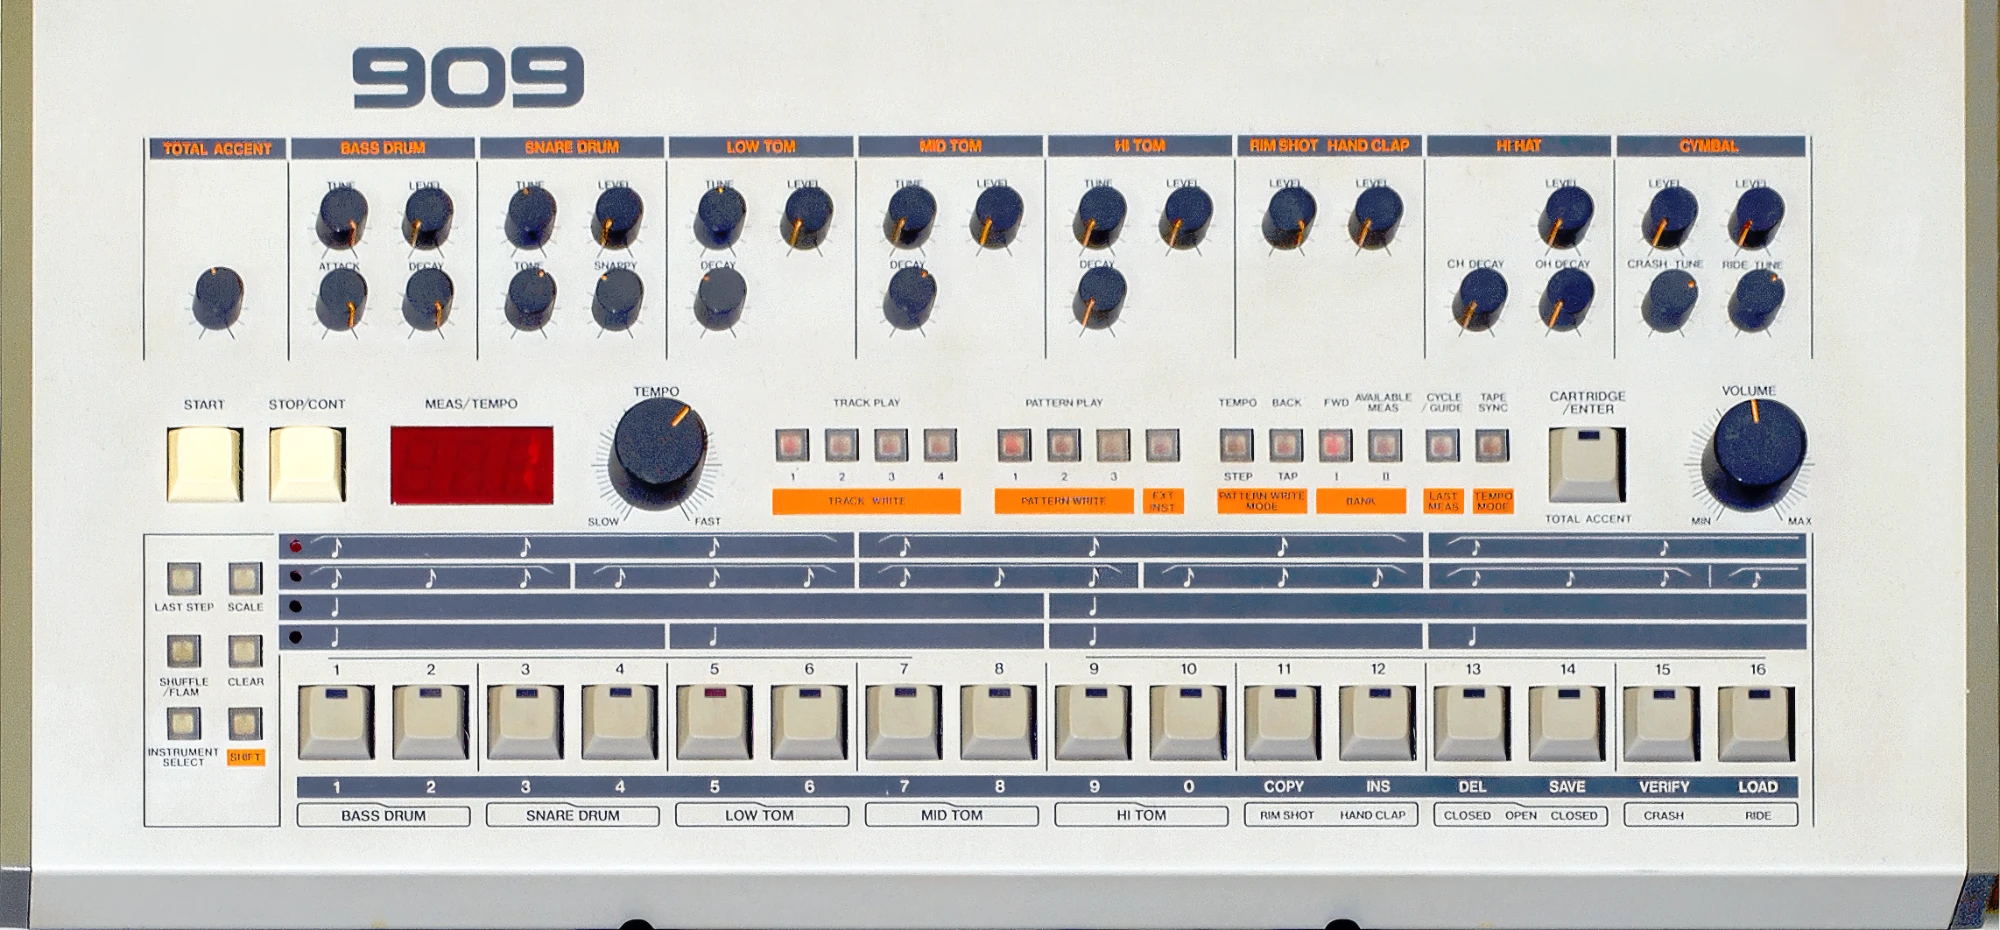 909
TOTAL ACCENT BASS DRUM SNARE DRUM LOW TOM MID TOM HI TOM RIM SHOT HAND CLAP HI HAT CYMBAL
TUNE LEVEL TUNE LEVEL TUNE LEVEL TUNE LEVEL TUNE LEVEL LEVEL LEVEL LEVEL LEVEL LEVEL
ATTACK DECAY TONE SNAPPY DECAY DECAY DECAY CH DECAY OH DECAY CRASH TUNE RIDE TUNE
START STOP/CONT MEAS/TEMPO TEMPO TRACK PLAY PATTERN PLAY TEMPO BACK FWD AVAILABLE MEAS CYCLE /GUIDE TAPE SYNC CARTRIDGE /ENTER VOLUME
1 2 3 4 1 2 3 STEP TAP I II
TRACK WRITE PATTERN WRITE EXT INST PATTERN WRITE MODE BANK LAST MEAS TEMPO MODE
SLOW FAST TOTAL ACCENT MIN MAX
LAST STEP SCALE
SHUFFLE /FLAM CLEAR
INSTRUMENT SELECT SHIFT
1 2 3 4 5 6 7 8 9 10 11 12 13 14 15 16
1 2 3 4 5 6 7 8 9 0 COPY INS DEL SAVE VERIFY LOAD
BASS DRUM SNARE DRUM LOW TOM MID TOM HI TOM RIM SHOT HAND CLAP CLOSED OPEN CLOSED CRASH RIDE